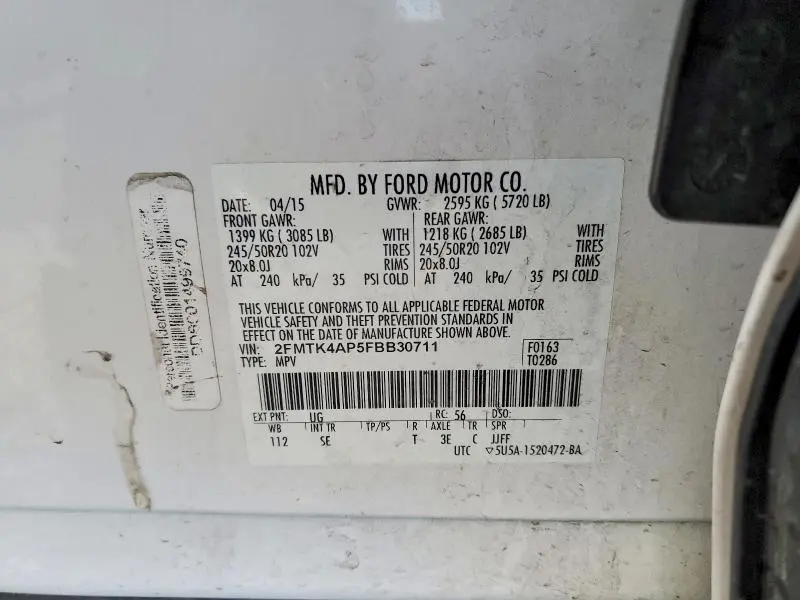 MFD. BY FORD MOTOR CO.
DATE: 04/15 GVWR: 2595 KG ( 5720 LB)
FRONT GAWR: REAR GAWR:
1399 KG ( 3085 LB) WITH 1218 KG ( 2685 LB) WITH
245/50R20 102V TIRES 245/50R20 102V TIRES
20x8.0J RIMS 20x8.0J RIMS
AT 240 kPa/ 35 PSI COLD AT 240 kPa/ 35 PSI COLD
THIS VEHICLE CONFORMS TO ALL APPLICABLE FEDERAL MOTOR
VEHICLE SAFETY AND THEFT PREVENTION STANDARDS IN
EFFECT ON THE DATE OF MANUFACTURE SHOWN ABOVE.
VIN: 2FMTK4AP5FBB30711 F0163
TYPE: MPV T0286
EXT PNT: UG RC: 56 DSO:
WB INT TR TP/PS R AXLE TR SPR
112 SE T 3E C JJFF
UTC ▽5U5A-1520472-BA
Personal Identification Number